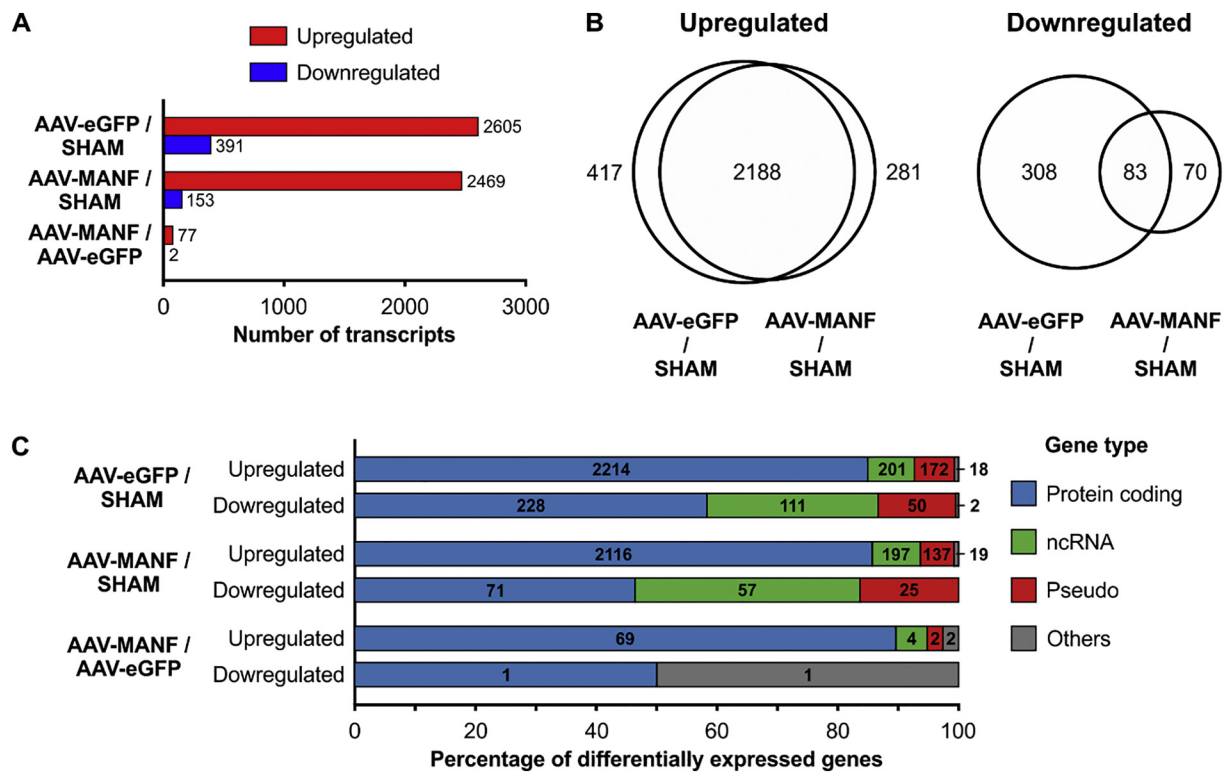 A
Upregulated
Downregulated
AAV-eGFP /
SHAM
2605
391
AAV-MANF /
SHAM
2469
153
AAV-MANF /
AAV-eGFP
77
2
0 1000 2000 3000
Number of transcripts
B
Upregulated Downregulated
417 2188 281 308 83 70
AAV-eGFP AAV-MANF AAV-eGFP AAV-MANF
/ / / /
SHAM SHAM SHAM SHAM
C
AAV-eGFP /
SHAM
Upregulated 2214 201 172 18
Dowregulated 228 111 50 2
AAV-MANF /
SHAM
Upregulated 2116 197 137 19
Dowregulated 71 57 25
AAV-MANF /
AAV-eGFP
Upregulated 69 4 2 2
Dowregulated 1 1
0 20 40 60 80 100
Percentage of differentially expressed genes
Gene type
Protein coding
ncRNA
Pseudo
Others